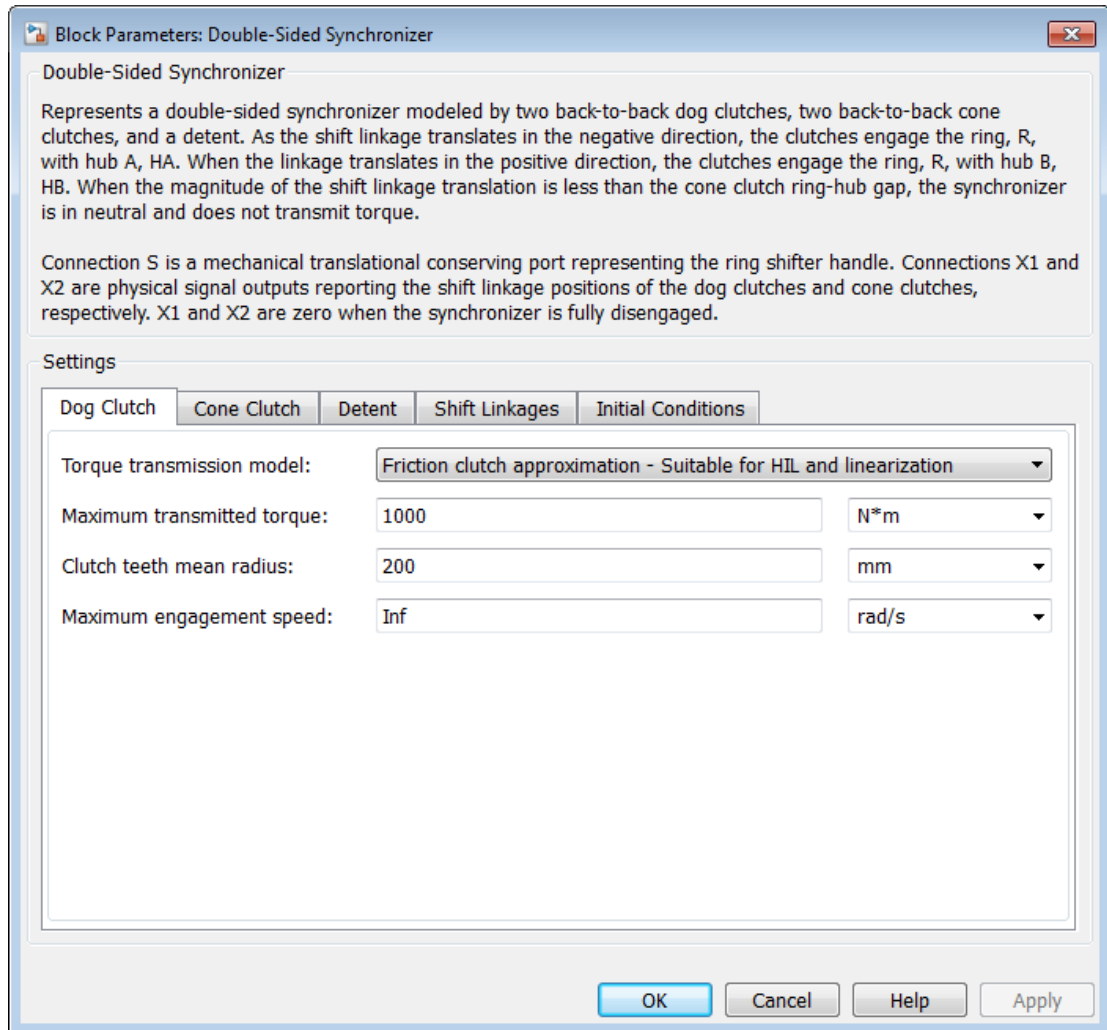 Block Parameters: Double-Sided Synchronizer
Double-Sided Synchronizer
Represents a double-sided synchronizer modeled by two back-to-back dog clutches, two back-to-back cone
clutches, and a detent. As the shift linkage translates in the negative direction, the clutches engage the ring, R,
with hub A, HA. When the linkage translates in the positive direction, the clutches engage the ring, R, with hub B,
HB. When the magnitude of the shift linkage translation is less than the cone clutch ring-hub gap, the synchronizer
is in neutral and does not transmit torque.
Connection S is a mechanical translational conserving port representing the ring shifter handle. Connections X1 and
X2 are physical signal outputs reporting the shift linkage positions of the dog clutches and cone clutches,
respectively. X1 and X2 are zero when the synchronizer is fully disengaged.
Settings
Dog Clutch Cone Clutch Detent Shift Linkages Initial Conditions
Torque transmission model: Friction clutch approximation - Suitable for HIL and linearization
Maximum transmitted torque: 1000 N*m
Clutch teeth mean radius: 200 mm
Maximum engagement speed: Inf rad/s
OK Cancel Help Apply